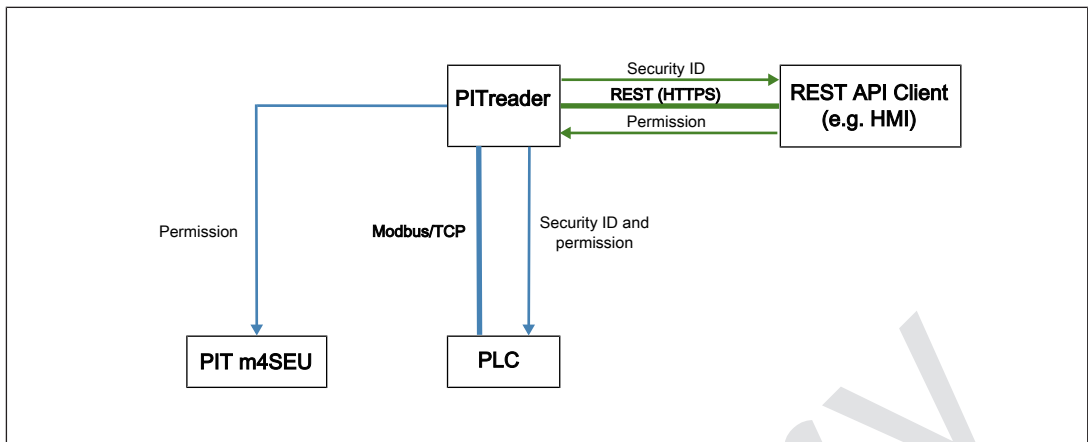 Security ID
PITreader
REST (HTTPS)
REST API Client
(e.g. HMI)
Permission
Permission
Modbus/TCP
Security ID and
permission
PIT m4SEU
PLC